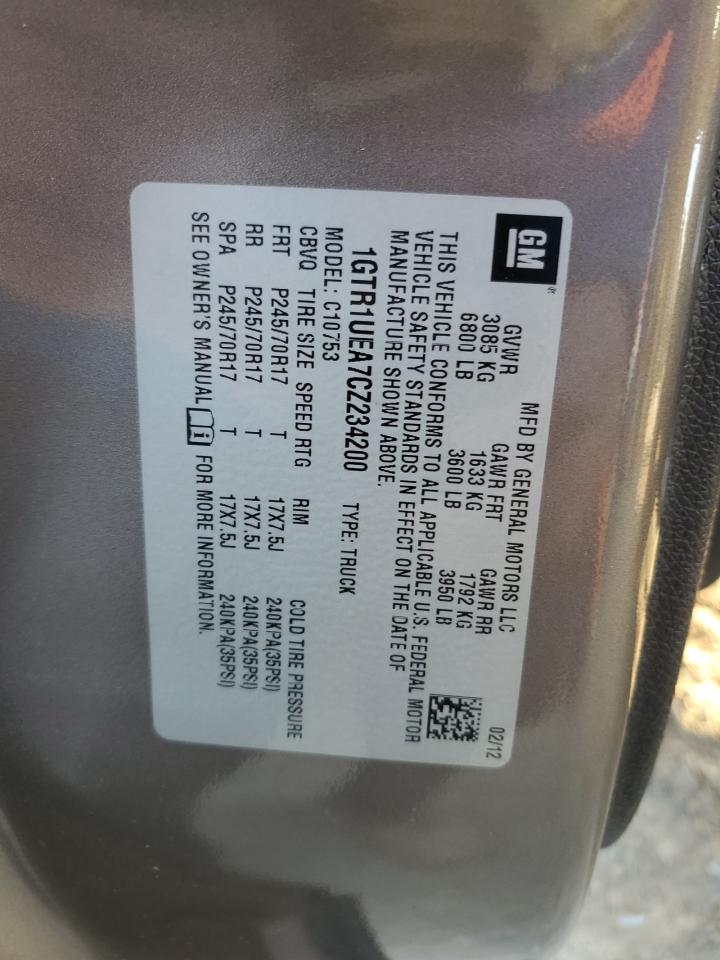 GM
MFD BY GENERAL MOTORS LLC 02/12
GVWR GAWR FRT GAWR RR
3085 KG 1633 KG 1792 KG
6800 LB 3600 LB 3950 LB
THIS VEHICLE CONFORMS TO ALL APPLICABLE U.S. FEDERAL MOTOR
VEHICLE SAFETY STANDARDS IN EFFECT ON THE DATE OF
MANUFACTURE SHOWN ABOVE.
1GTR1UEA7CZ234200 TYPE: TRUCK
MODEL: C10753
CBVQ TIRE SIZE SPEED RTG RIM COLD TIRE PRESSURE
FRT P245/70R17 T 17X7.5J 240KPA(35PSI)
RR P245/70R17 T 17X7.5J 240KPA(35PSI)
SPA P245/70R17 T 17X7.5J 240KPA(35PSI)
SEE OWNER'S MANUAL FOR MORE INFORMATION.